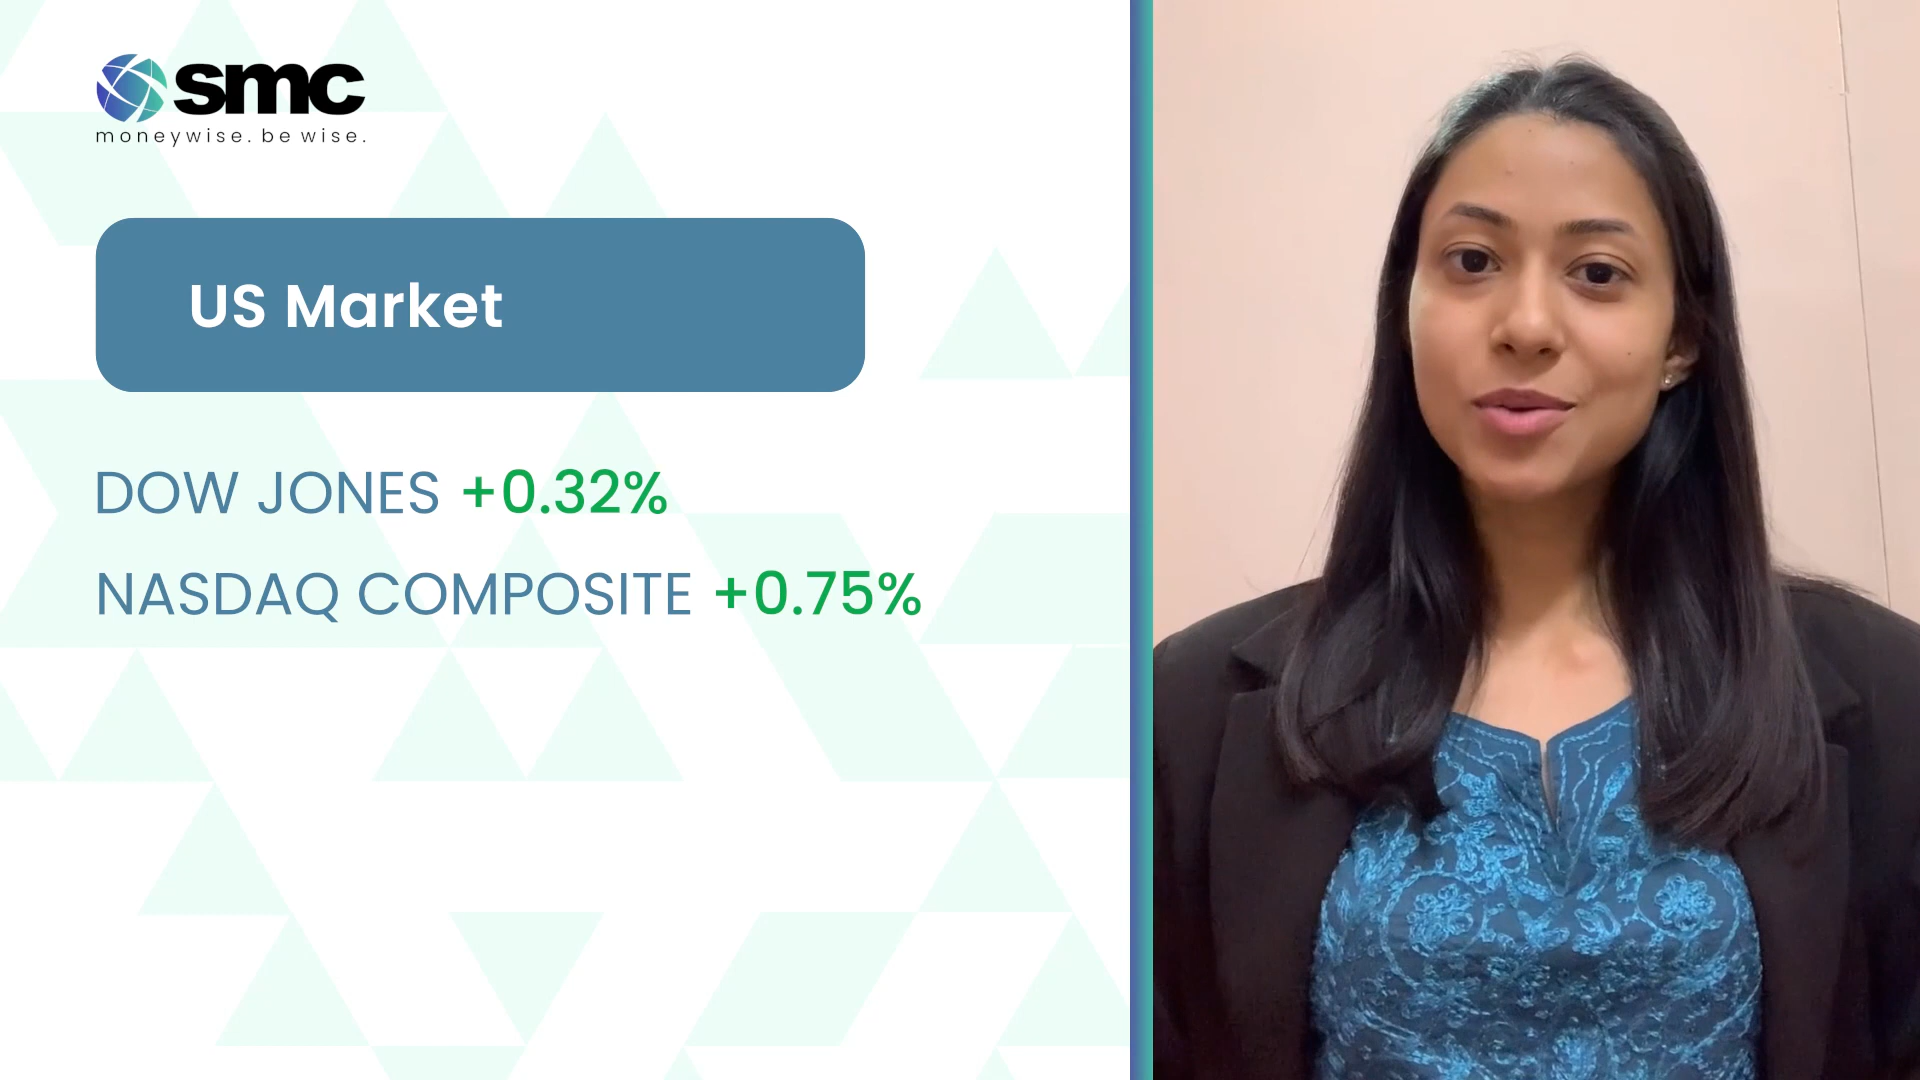 smc
moneywise. be wise.
US Market
DOW JONES +0.32%
NASDAQ COMPOSITE +0.75%